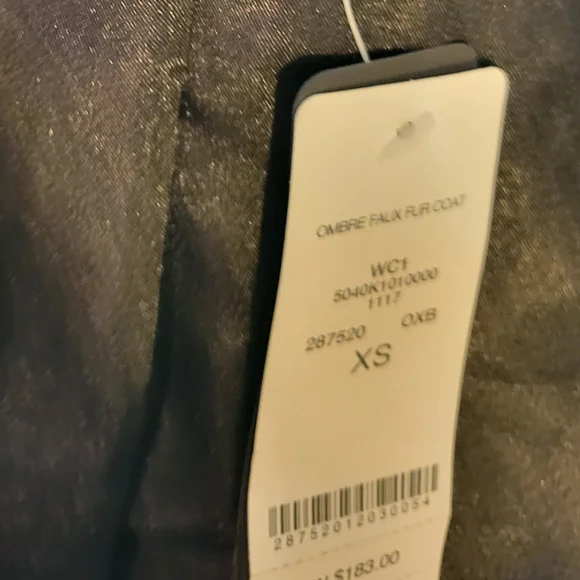 OMBRE FAUX FUR COAT
WC1
5040K1010000
1117
287520 OXB
XS
28752012030054
N $183.00